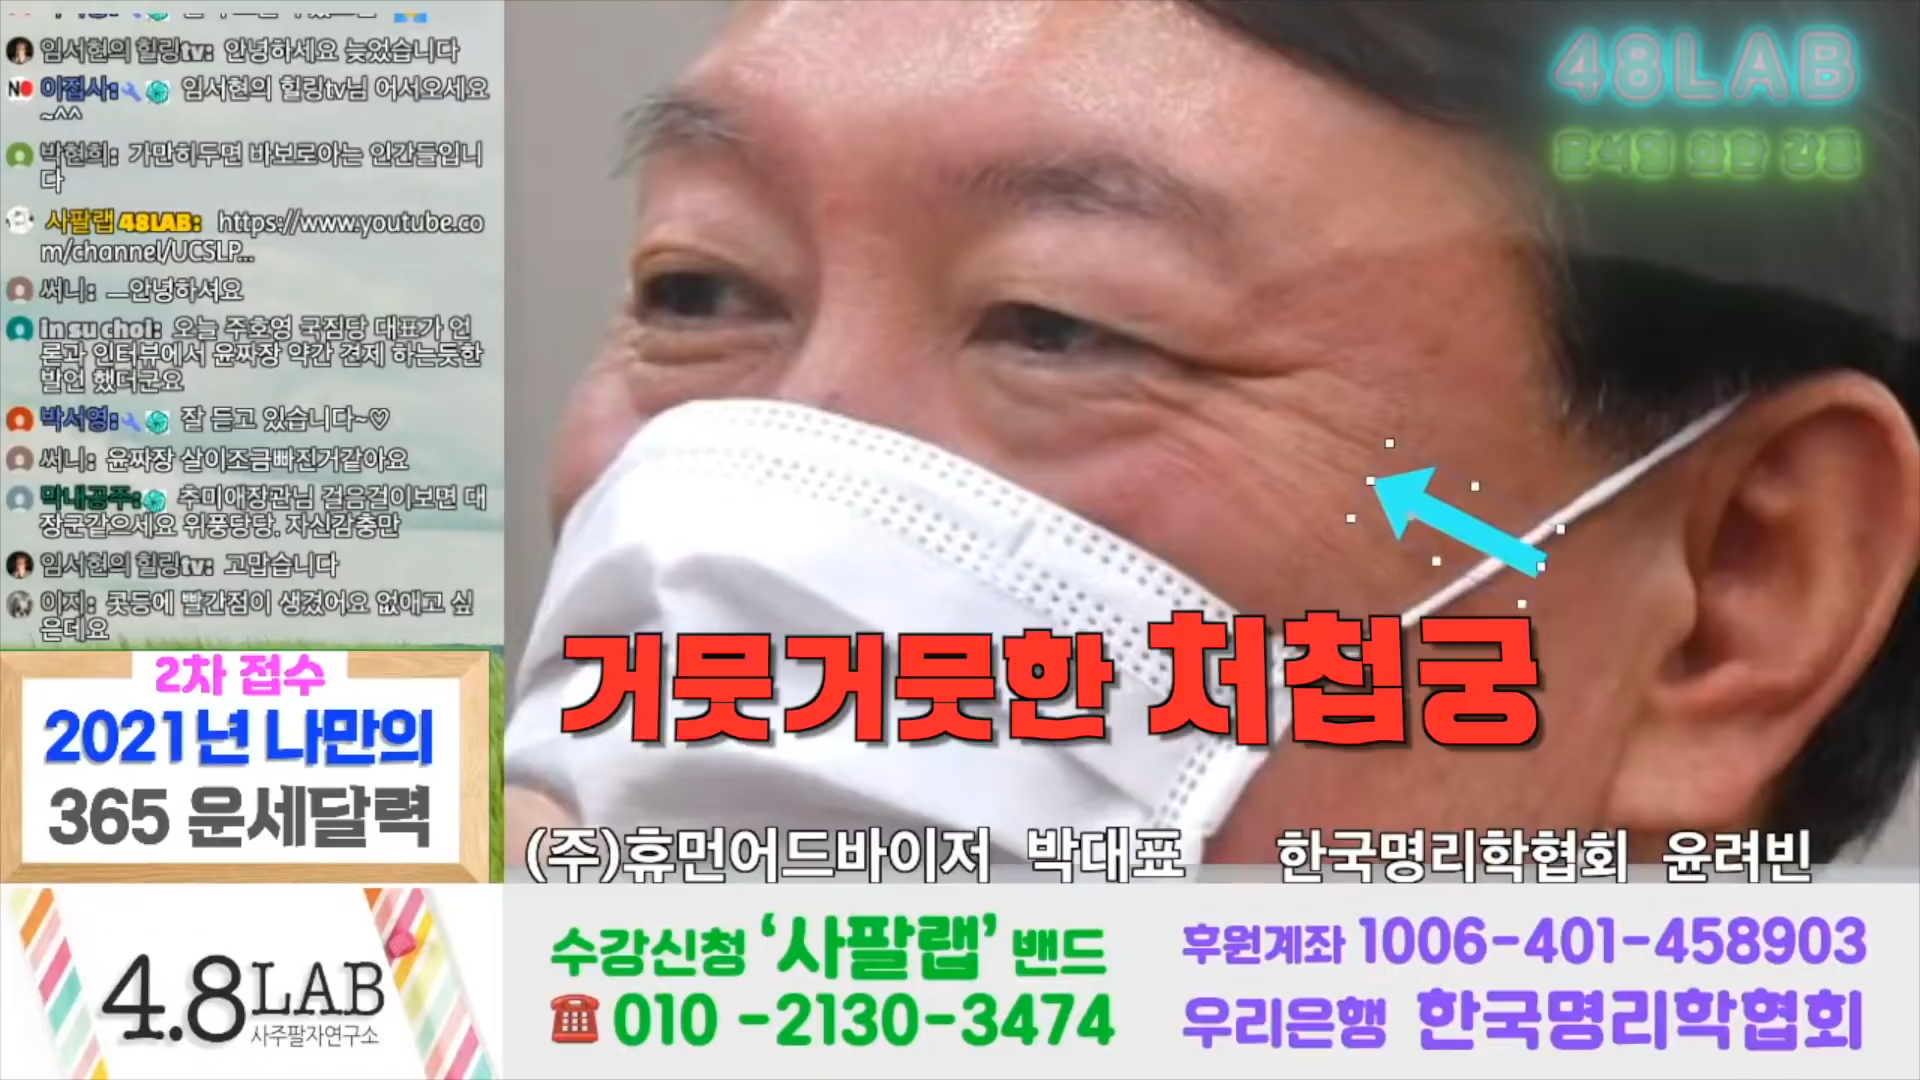 임서현의 힐링tv: 안녕하세요 늦었습니다
이집사: 임서현의 힐링tv님 어서오세요
~^^
박현희: 가만히두면 바보로아는 인간들입니
다
사팔랩48LAB: https://www.youtube.co
m/channel/UCSLP...
써니: ㅡ안녕하셔요
in su choi: 오늘 주호영 국짐당 대표가 언
론과 인터뷰에서 윤짜장 약간 견제 하는듯한
발언 했더군요
박서영: 잘 듣고 있습니다~♡
써니: 윤짜장 살이조금빠진거같아요
막내공주: 추미애장관님 걸음걸이보면 대
장군같으세요 위풍당당. 자신감충만
임서현의 힐링tv: 고맙습니다
이지: 콧등에 빨간점이 생겼어요 없애고 싶
은데요
2차 접수
2021년 나만의
365 운세달력
4.8LAB
사주팔자연구소
48LAB
거뭇거뭇한 처첩궁
(주)휴먼어드바이저 박대표 한국명리학협회 윤려빈
수강신청 ‘사팔랩’ 밴드
☎010 -2130-3474
후원계좌 1006-401-458903
우리은행 한국명리학협회